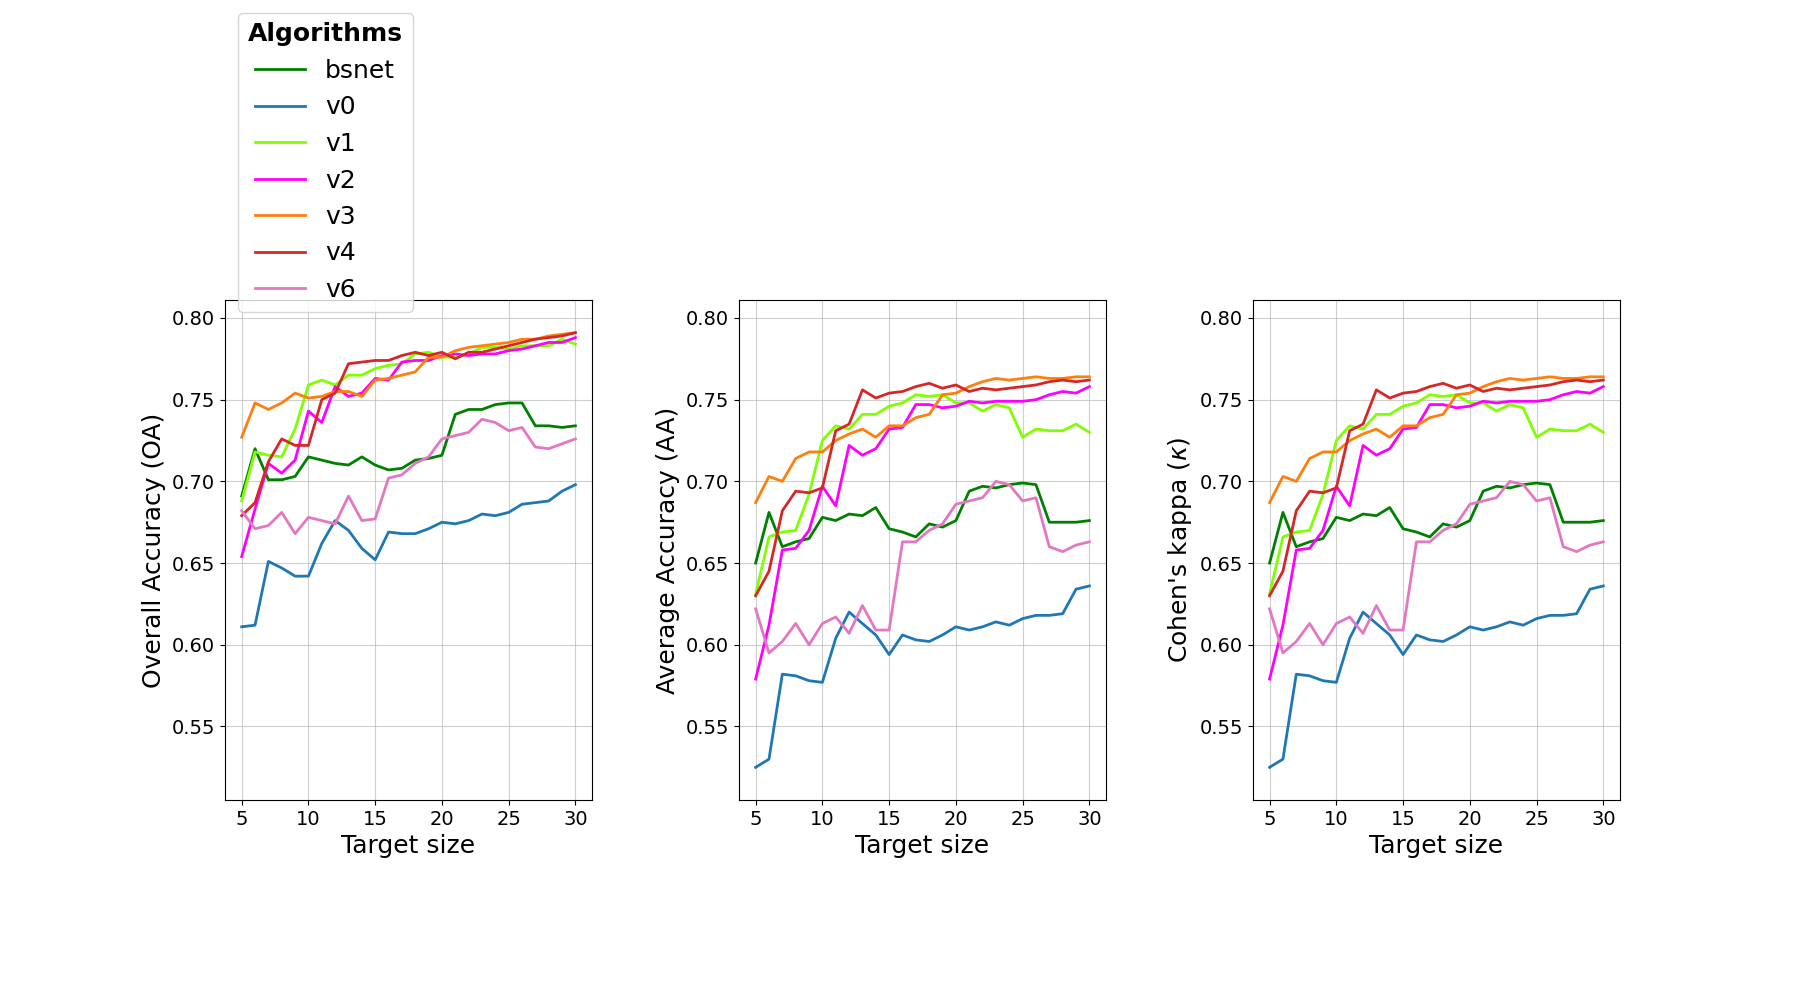 Algorithms
bsnet
v0
v1
v2
v3
v4
v6
Overall Accuracy (OA)
0.80
0.75
0.70
0.65
0.60
0.55
5 10 15 20 25 30
Target size
Average Accuracy (AA)
0.80
0.75
0.70
0.65
0.60
0.55
5 10 15 20 25 30
Target size
Cohen's kappa (κ)
0.80
0.75
0.70
0.65
0.60
0.55
5 10 15 20 25 30
Target size